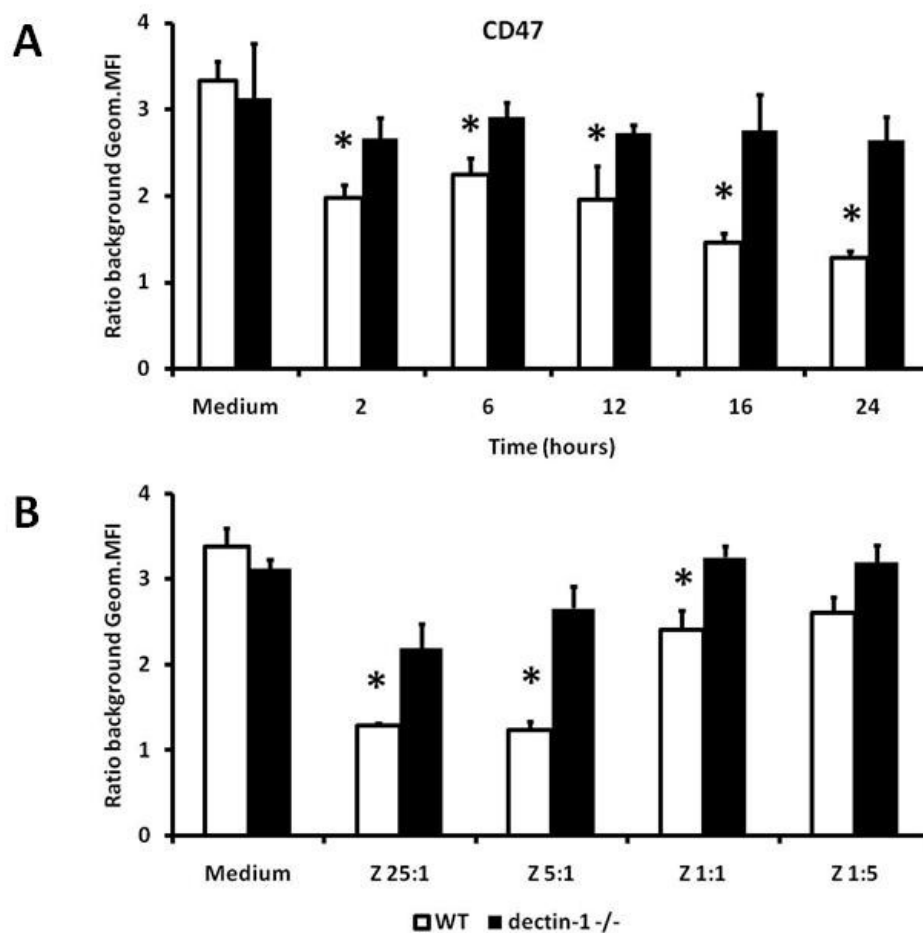 A
CD47
Ratio background Geom.MFI
4
3
2
1
0
* * * * *
Medium 2 6 12 16 24
Time (hours)
B
Ratio background Geom.MFI
4
3
2
1
0
* * *
Medium Z 25:1 Z 5:1 Z 1:1 Z 1:5
WT dectin-1 -/-